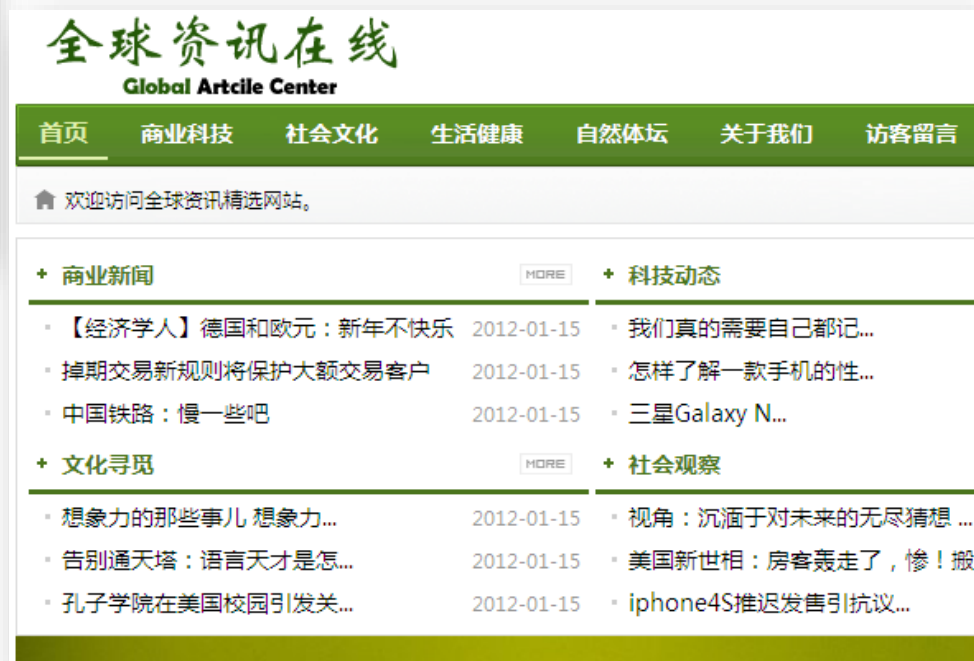 全球资讯在线
Global Artcile Center
首页 商业科技 社会文化 生活健康 自然体坛 关于我们 访客留言
欢迎访问全球资讯精选网站。
商业新闻 MORE
【经济学人】德国和欧元：新年不快乐 2012-01-15
掉期交易新规则将保护大额交易客户 2012-01-15
中国铁路：慢一些吧 2012-01-15
科技动态
我们真的需要自己都记...
怎样了解一款手机的性...
三星Galaxy N...
文化寻觅 MORE
想象力的那些事儿 想象力... 2012-01-15
告别通天塔：语言天才是怎... 2012-01-15
孔子学院在美国校园引发关... 2012-01-15
社会观察
视角：沉湎于对未来的无尽猜想 ...
美国新世相：房客轰走了，惨！搬
iphone4S推迟发售引抗议...